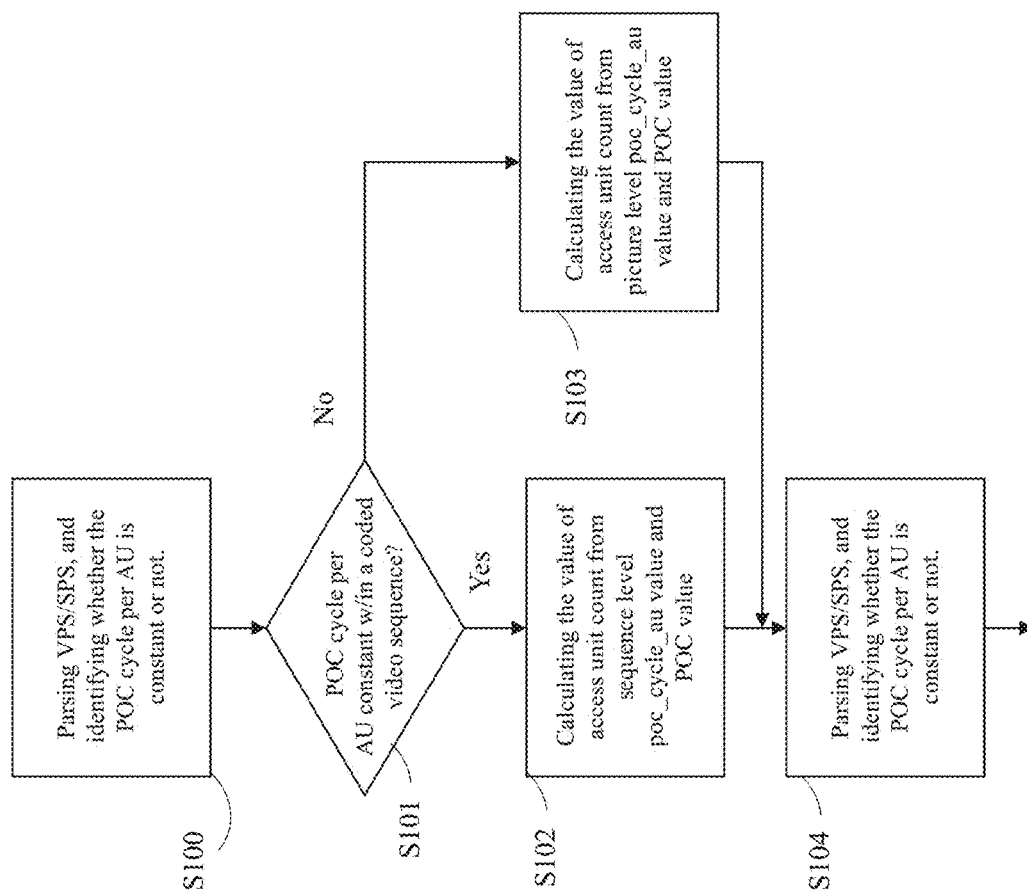 S100
Parsing VPS/SPS, and
identifying whether the
POC cycle per AU is
constant or not.
S101
POC cycle per
AU constant w/in a coded
video sequence?
No
Yes
S102
Calculating the value of
access unit count from
sequence level
poc_cycle_au value and
POC value
S103
Calculating the value of
access unit count from
picture level poc_cycle_au
value and POC value
S104
Parsing VPS/SPS, and
identifying whether the
POC cycle per AU is
constant or not.